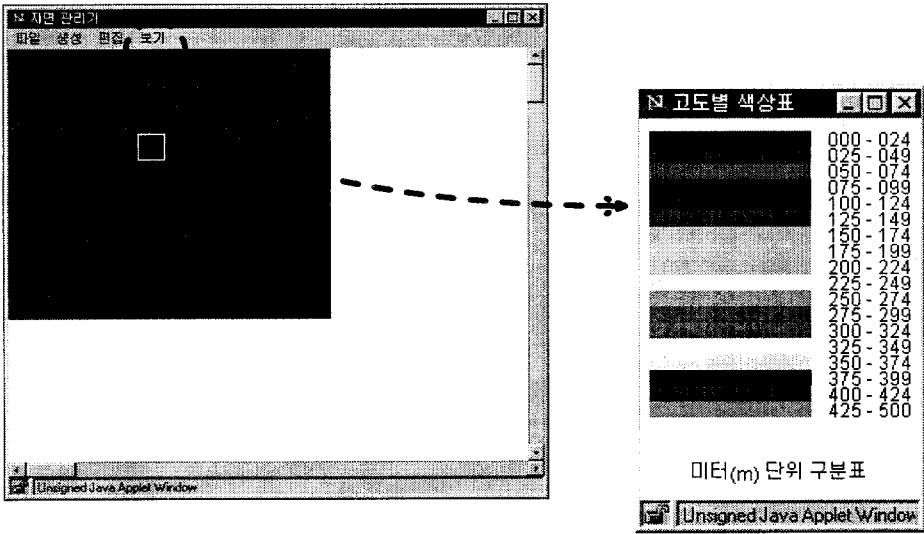 지면 관리기
파일 생성 편집 보기
Unsigned Java Applet Window
고도별 색상표
000 - 024
025 - 049
050 - 074
075 - 099
100 - 124
125 - 149
150 - 174
175 - 199
200 - 224
225 - 249
250 - 274
275 - 299
300 - 324
325 - 349
350 - 374
375 - 399
400 - 424
425 - 500
미터(m) 단위 구분표
Unsigned Java Applet Window